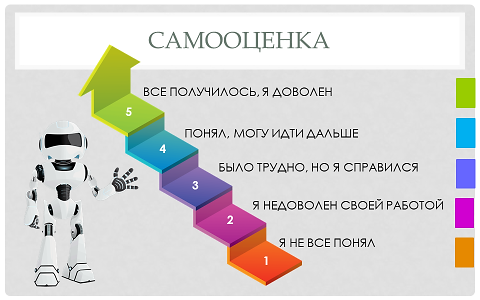 САМООЦЕНКА
5 ВСЕ ПОЛУЧИЛОСЬ, Я ДОВОЛЕН
4 ПОНЯЛ, МОГУ ИДТИ ДАЛЬШЕ
3 БЫЛО ТРУДНО, НО Я СПРАВИЛСЯ
2 Я НЕДОВОЛЕН СВОЕЙ РАБОТОЙ
1 Я НЕ ВСЕ ПОНЯЛ